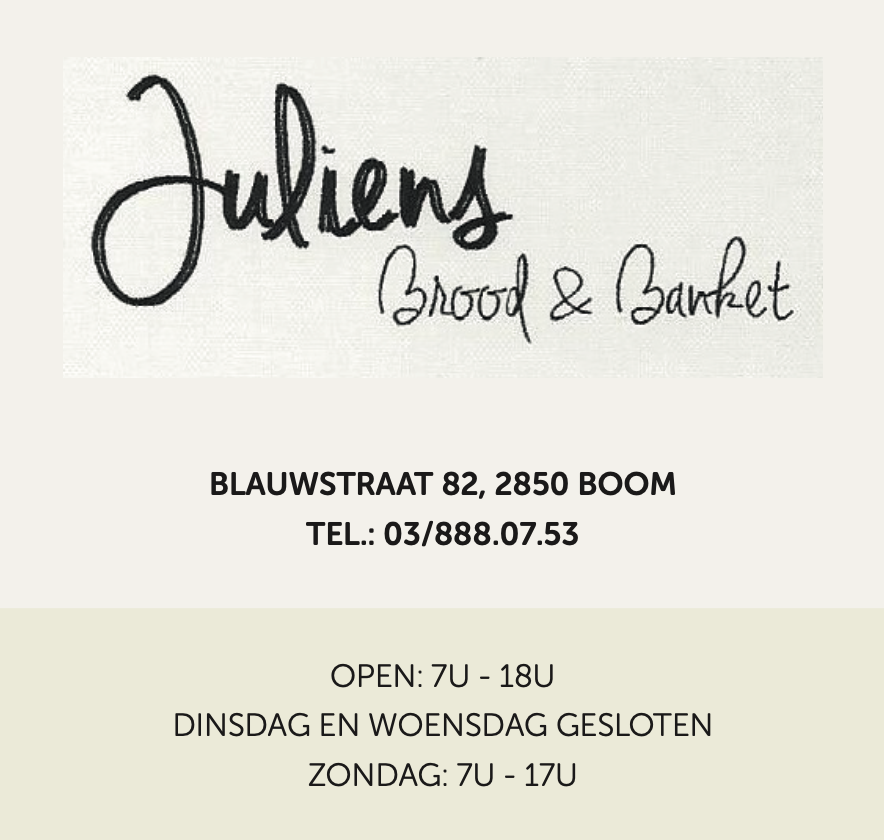 Juliens
Brood & Banket
BLAUWSTRAAT 82, 2850 BOOM
TEL.: 03/888.07.53
OPEN: 7U - 18U
DINSDAG EN WOENSDAG GESLOTEN
ZONDAG: 7U - 17U